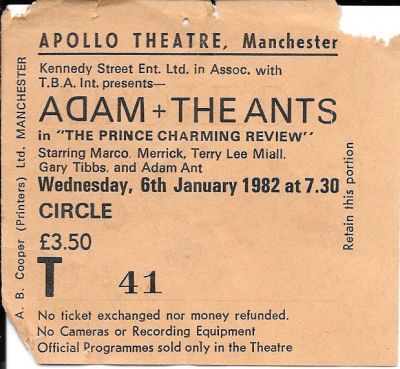 APOLLO THEATRE, Manchester
Kennedy Street Ent. Ltd. in Assoc. with
T.B.A. Int. presents—
ADAM + THE ANTS
in "THE PRINCE CHARMING REVIEW"
Starring Marco, Merrick, Terry Lee Miall,
Gary Tibbs, and Adam Ant
Wednesday, 6th January 1982 at 7.30
CIRCLE
£3.50
T 41
No ticket exchanged nor money refunded.
No Cameras or Recording Equipment
Official Programmes sold only in the Theatre
A. B. Cooper (Printers) Ltd. MANCHESTER
Retain this portion